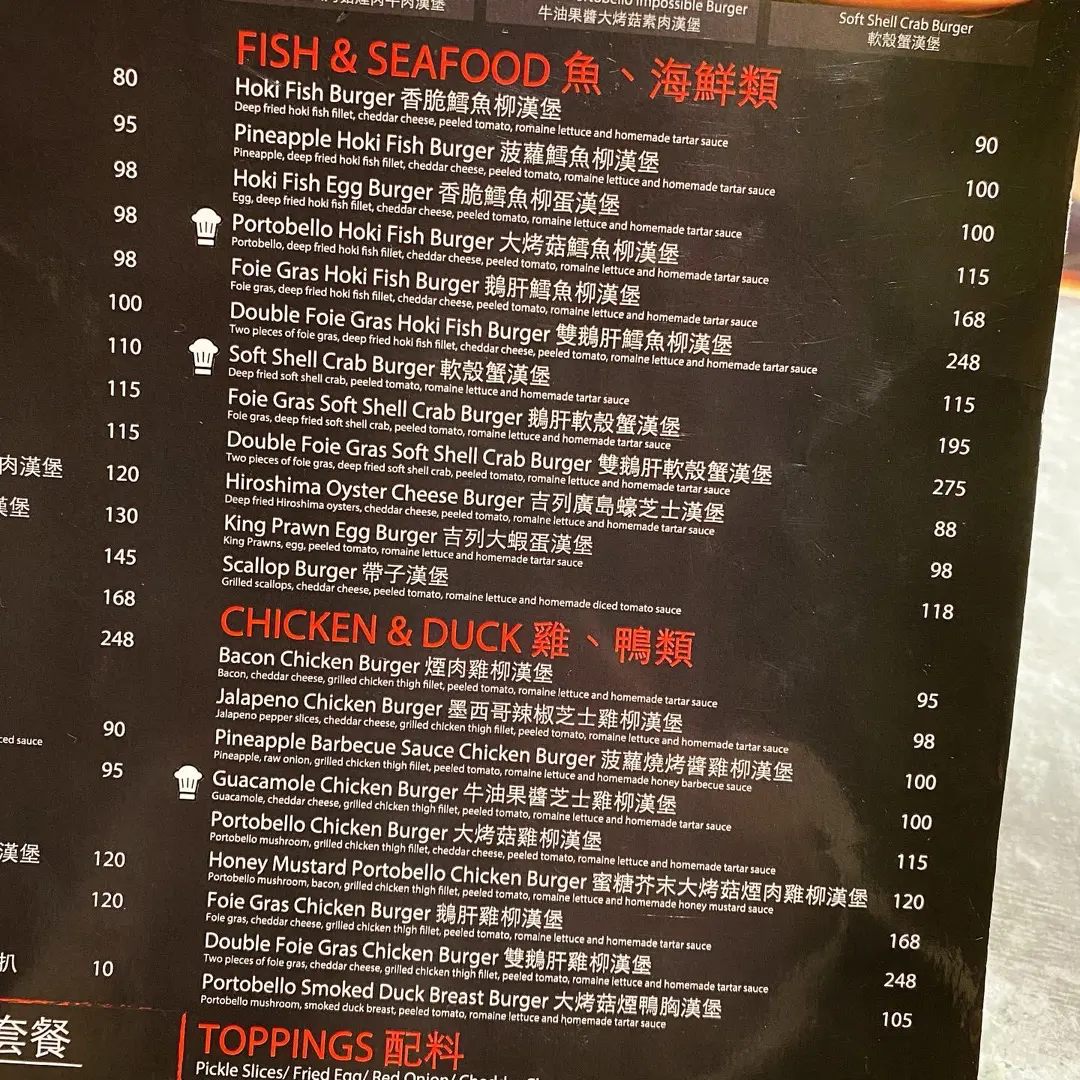 Impossible Burger
牛油果醬大烤菇素肉漢堡
Soft Shell Crab Burger
軟殼蟹漢堡
80
95
98
98
98
100
110
115
115
肉漢堡 120
漢堡 130
145
168
248
90
ced sauce
95
漢堡 120
120
扒 10
套餐
FISH & SEAFOOD 魚、海鮮類
Hoki Fish Burger 香脆鱈魚柳漢堡 90
Deep fried hoki fish fillet, cheddar cheese, peeled tomato, romaine lettuce and homemade tartar sauce
Pineapple Hoki Fish Burger 菠蘿鱈魚柳漢堡 100
Pineapple, deep fried hoki fish fillet, cheddar cheese, peeled tomato, romaine lettuce and homemade tartar sauce
Hoki Fish Egg Burger 香脆鱈魚柳蛋漢堡 100
Egg, deep fried hoki fish fillet, cheddar cheese, peeled tomato, romaine lettuce and homemade tartar sauce
Portobello Hoki Fish Burger 大烤菇鱈魚柳漢堡 115
Portobello, deep fried hoki fish fillet, cheddar cheese, peeled tomato, romaine lettuce and homemade tartar sauce
Foie Gras Hoki Fish Burger 鵝肝鱈魚柳漢堡 168
Foie gras, deep fried hoki fish fillet, cheddar cheese, peeled tomato, romaine lettuce and homemade tartar sauce
Double Foie Gras Hoki Fish Burger 雙鵝肝鱈魚柳漢堡 248
Two pieces of foie gras, deep fried hoki fish fillet, cheddar cheese, peeled tomato, romaine lettuce and homemade tartar sauce
Soft Shell Crab Burger 軟殼蟹漢堡 115
Deep fried soft shell crab, peeled tomato, romaine lettuce and homemade tartar sauce
Foie Gras Soft Shell Crab Burger 鵝肝軟殼蟹漢堡 195
Foie gras, deep fried soft shell crab, peeled tomato, romaine lettuce and homemade tartar sauce
Double Foie Gras Soft Shell Crab Burger 雙鵝肝軟殼蟹漢堡 275
Two pieces of foie gras, deep fried soft shell crab, peeled tomato, romaine lettuce and homemade tartar sauce
Hiroshima Oyster Cheese Burger 吉列廣島蠔芝士漢堡 88
Deep fried Hiroshima oysters, cheddar cheese, peeled tomato, romaine lettuce and homemade tartar sauce
King Prawn Egg Burger 吉列大蝦蛋漢堡 98
King Prawns, egg, peeled tomato, romaine lettuce and homemade tartar sauce
Scallop Burger 帶子漢堡 118
Grilled scallops, cheddar cheese, peeled tomato, romaine lettuce and homemade diced tomato sauce
CHICKEN & DUCK 雞、鴨類
Bacon Chicken Burger 煙肉雞柳漢堡 95
Bacon, cheddar cheese, grilled chicken thigh fillet, peeled tomato, romaine lettuce and homemade tartar sauce
Jalapeno Chicken Burger 墨西哥辣椒芝士雞柳漢堡 98
Jalapeno pepper slices, cheddar cheese, grilled chicken thigh fillet, peeled tomato, romaine lettuce and homemade tartar sauce
Pineapple Barbecue Sauce Chicken Burger 菠蘿燒烤醬雞柳漢堡 100
Pineapple, raw onion, grilled chicken thigh fillet, peeled tomato, romaine lettuce and homemade honey barbecue sauce
Guacamole Chicken Burger 牛油果醬芝士雞柳漢堡 100
Guacamole, cheddar cheese, grilled chicken thigh fillet, peeled tomato, romaine lettuce and homemade tartar sauce
Portobello Chicken Burger 大烤菇雞柳漢堡 115
Portobello mushroom, grilled chicken thigh fillet, cheddar cheese, peeled tomato, romaine lettuce and homemade tartar sauce
Honey Mustard Portobello Chicken Burger 蜜糖芥末大烤菇煙肉雞柳漢堡 120
Portobello mushroom, bacon, grilled chicken thigh fillet, peeled tomato, romaine lettuce and homemade honey mustard sauce
Foie Gras Chicken Burger 鵝肝雞柳漢堡 168
Foie gras, cheddar cheese, grilled chicken thigh fillet, peeled tomato, romaine lettuce and homemade tartar sauce
Double Foie Gras Chicken Burger 雙鵝肝雞柳漢堡 248
Two pieces of foie gras, cheddar cheese, grilled chicken thigh fillet, peeled tomato, romaine lettuce and homemade tartar sauce
Portobello Smoked Duck Breast Burger 大烤菇煙鴨胸漢堡 105
Portobello mushroom, smoked duck breast, peeled tomato, romaine lettuce and homemade tartar sauce
TOPPINGS 配料
Pickle Slices/ Fried Egg/ Red Onion/